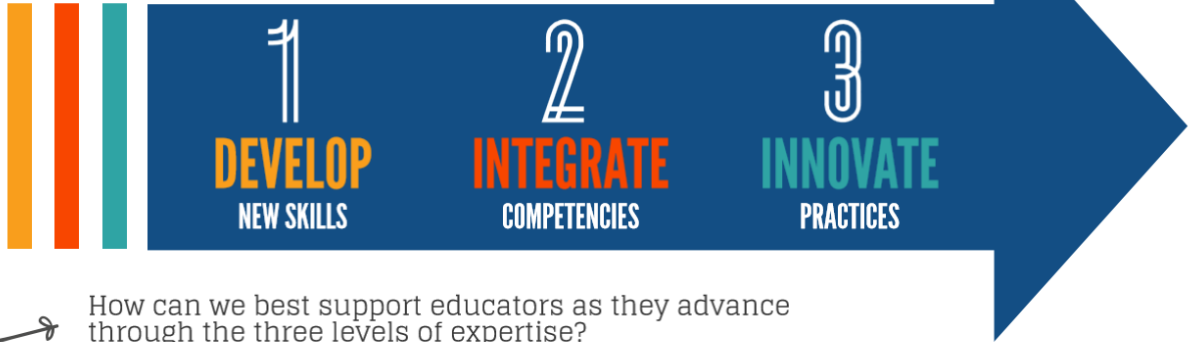 1 2 3
DEVELOP INTEGRATE INNOVATE
NEW SKILLS COMPETENCIES PRACTICES
How can we best support educators as they advance
through the three levels of expertise?